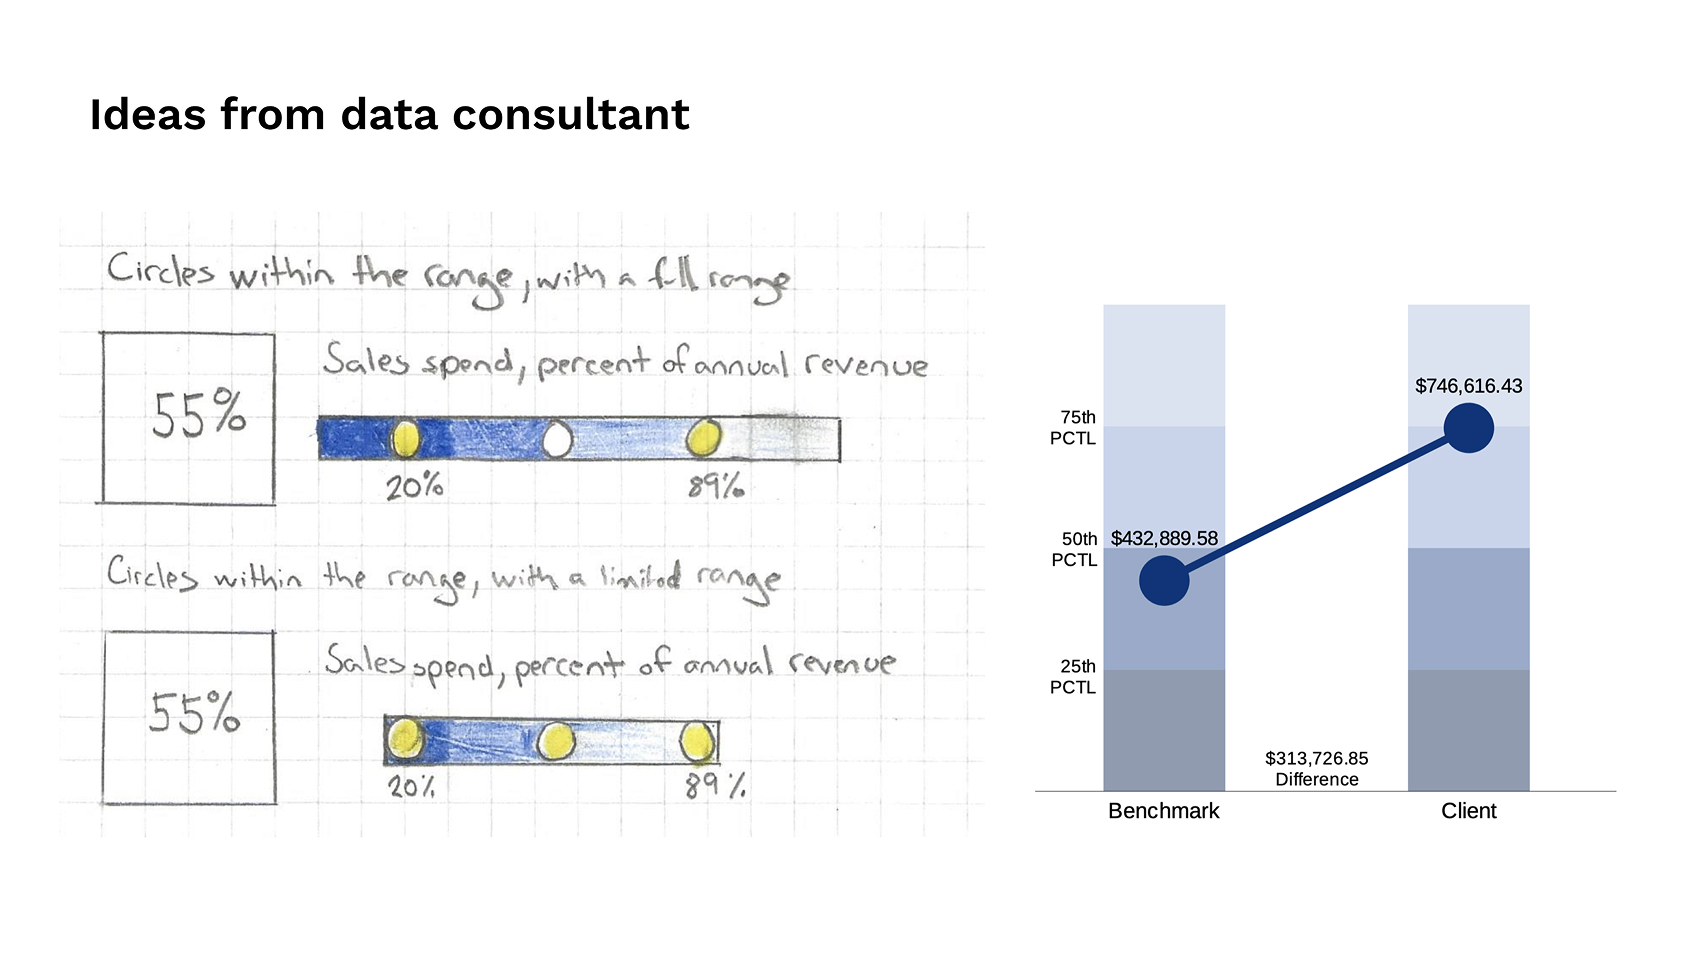 Ideas from data consultant
Circles within the range, with a full range
55%
Sales spend, percent of annual revenue
20%
89%
Circles within the range, with a limited range
55%
Sales spend, percent of annual revenue
20%
89%
$746,616.43
75th
PCTL
$432,889.58
50th
PCTL
25th
PCTL
$313,726.85
Difference
Benchmark
Client